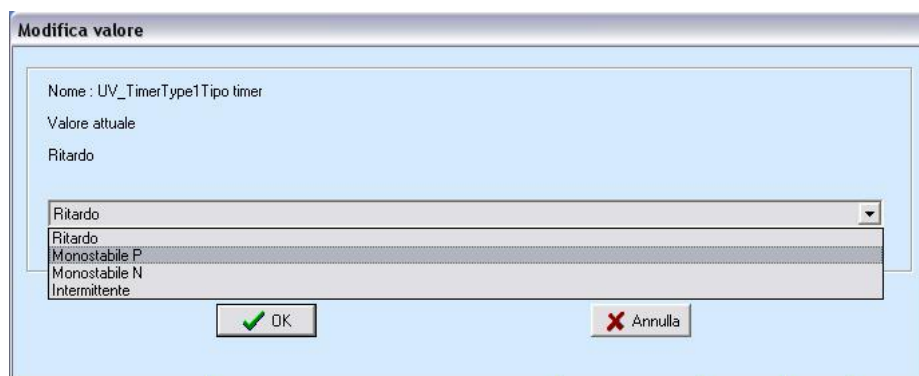 Modifica valore
Nome : UV_TimerType1Tipo timer
Valore attuale
Ritardo
Ritardo
Ritardo
Monostabile P
Monostabile N
Intermittente
OK
Annulla